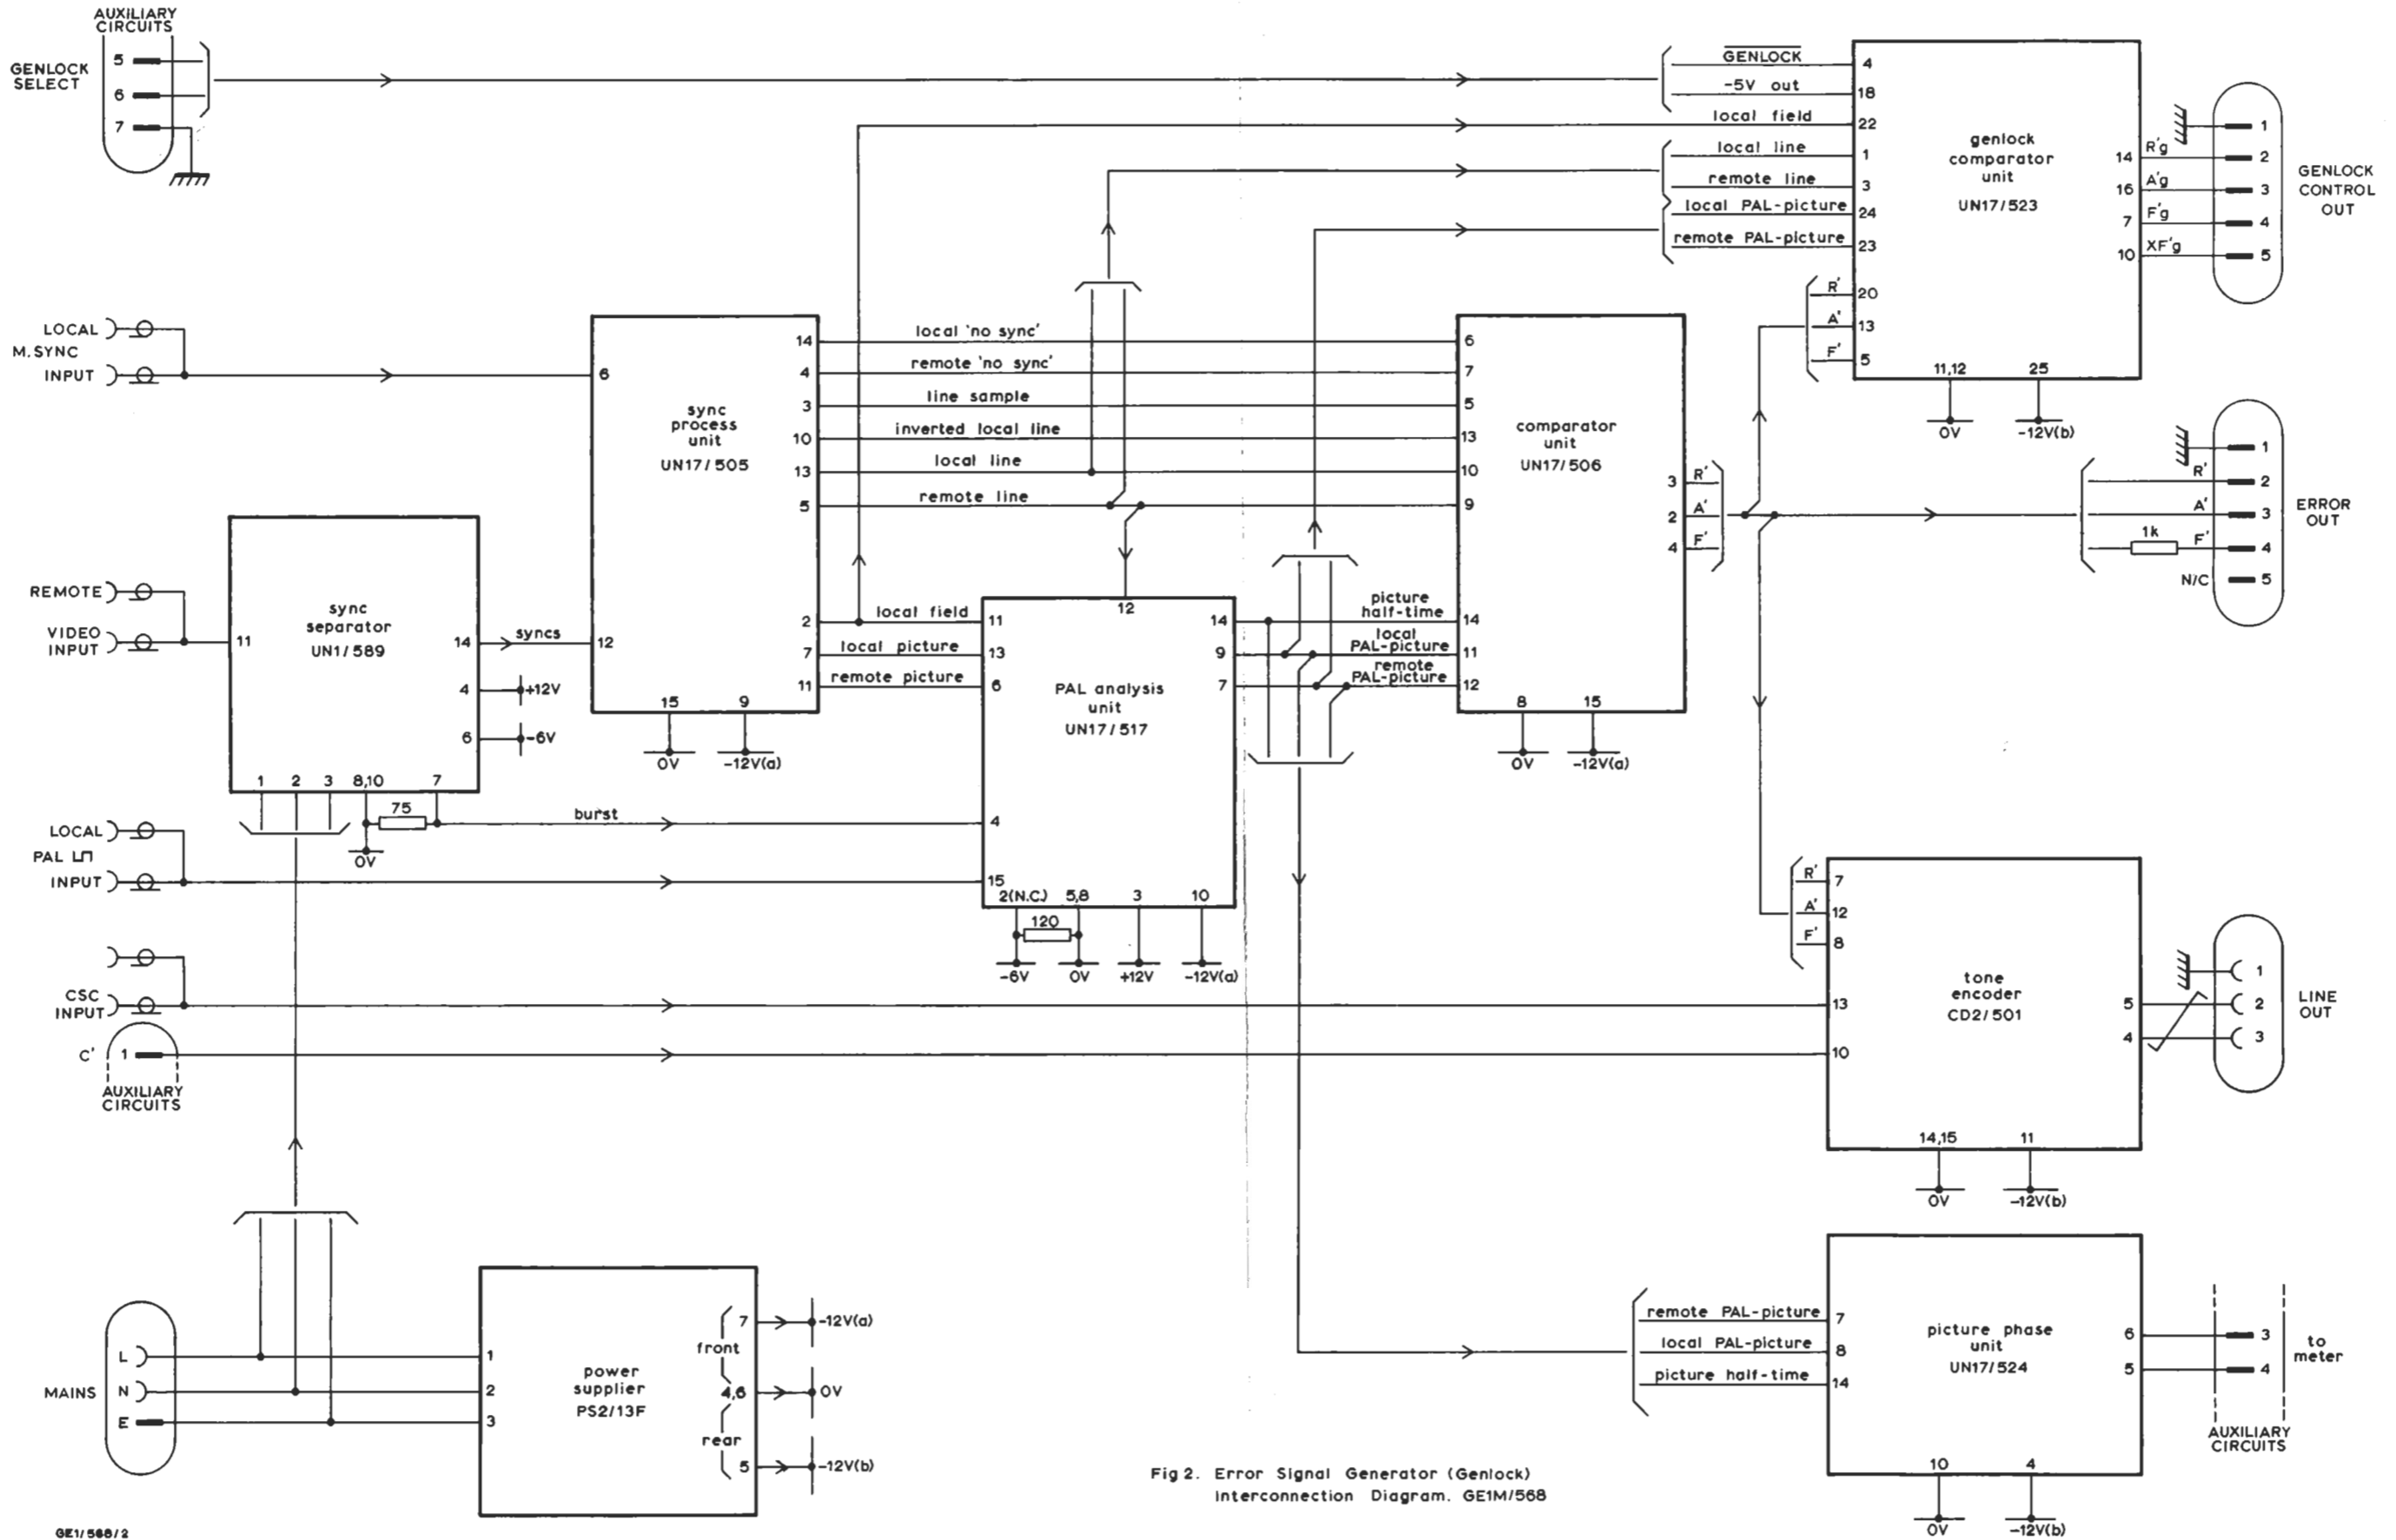 AUXILIARY
CIRCUITS
GENLOCK
SELECT
5
6
7
GENLOCK
-5V out
local field
local line
remote line
local PAL-picture
remote PAL-picture
R'
A'
F'
4
18
22
1
3
24
23
20
13
5
genlock
comparator
unit
UN17/523
11,12
25
0V
-12V(b)
14
R'g
16
A'g
7
F'g
10
XF'g
1
2
3
4
5
GENLOCK
CONTROL
OUT
LOCAL
M.SYNC
INPUT
6
sync
process
unit
UN17/505
12
14
4
3
10
13
5
2
7
11
15
9
0V
-12V(a)
local 'no sync'
remote 'no sync'
line sample
inverted local line
local line
remote line
local field
local picture
remote picture
6
7
5
13
10
9
14
11
12
comparator
unit
UN17/506
3
R'
2
A'
4
F'
8
15
0V
-12V(a)
1
R'
2
A'
3
1k
F'
4
N/C
5
ERROR
OUT
REMOTE
VIDEO
INPUT
11
sync
separator
UN1/589
14
syncs
4
+12V
6
-6V
1
2
3
8,10
7
75
0V
burst
12
11
13
6
4
15
PAL analysis
unit
UN17/517
14
9
7
picture
half-time
local
PAL-picture
remote
PAL-picture
2(N.C.)
5,8
3
10
120
-6V
0V
+12V
-12V(a)
LOCAL
PAL
INPUT
CSC
INPUT
C'
1
AUXILIARY
CIRCUITS
R'
A'
F'
7
12
8
13
10
tone
encoder
CD2/501
5
4
14,15
11
0V
-12V(b)
1
2
3
LINE
OUT
MAINS
L
N
E
1
2
3
power
supplier
PS2/13F
front
rear
7
4,6
5
-12V(a)
0V
-12V(b)
remote PAL-picture
local PAL-picture
picture half-time
7
8
14
picture phase
unit
UN17/524
6
5
10
4
0V
-12V(b)
3
4
to
meter
AUXILIARY
CIRCUITS
Fig 2. Error Signal Generator (Genlock)
Interconnection Diagram. GE1M/568
GE1/568/2